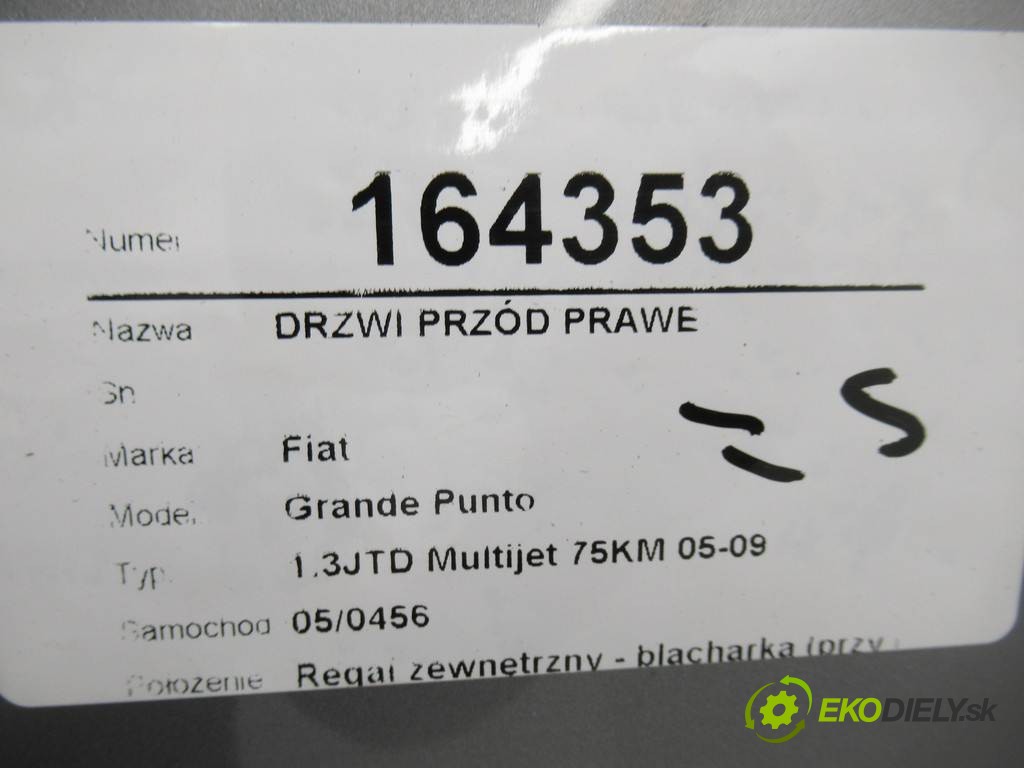 Numer 164353
Nazwa DRZWI PRZÓD PRAWE
Sn
Marka Fiat
Model Grande Punto
Typ 1.3JTD Multijet 75KM 05-09
Samochod 05/0456
Położenie Regał zewnętrzny - blacharka (przy
= S
EKODIELY.sk